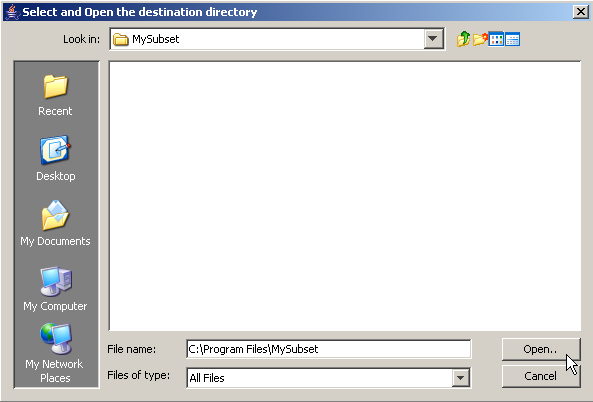 Select and Open the destination directory
Look in: MySubset
Recent
Desktop
My Documents
My Computer
My Network
Places
File name: C:\Program Files\MySubset Open..
Files of type: All Files Cancel